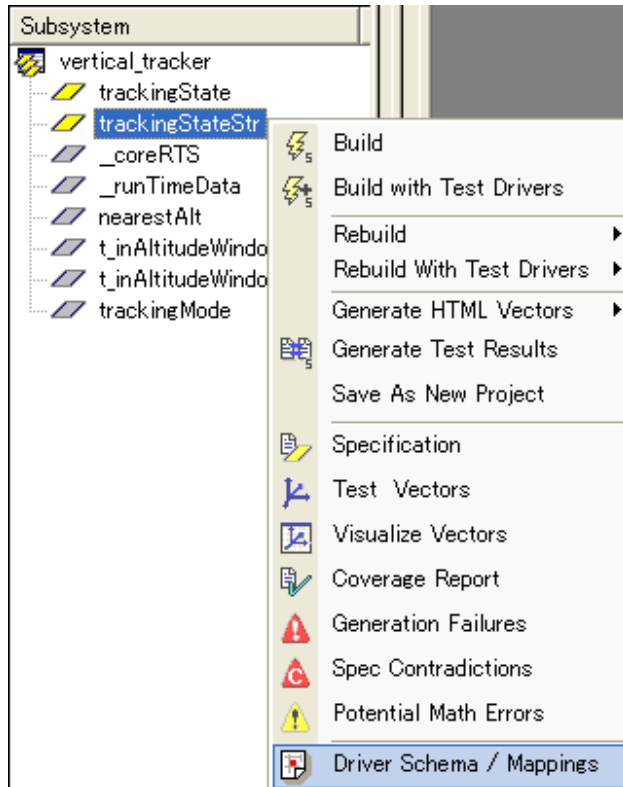 Subsystem
vertical_tracker
trackingState
trackingStateStr
_coreRTS
_runTimeData
nearestAlt
t_inAltitudeWindo
t_inAltitudeWindo
trackingMode
Build
Build with Test Drivers
Rebuild
Rebuild With Test Drivers
Generate HTML Vectors
Generate Test Results
Save As New Project
Specification
Test Vectors
Visualize Vectors
Coverage Report
Generation Failures
Spec Contradictions
Potential Math Errors
Driver Schema / Mappings